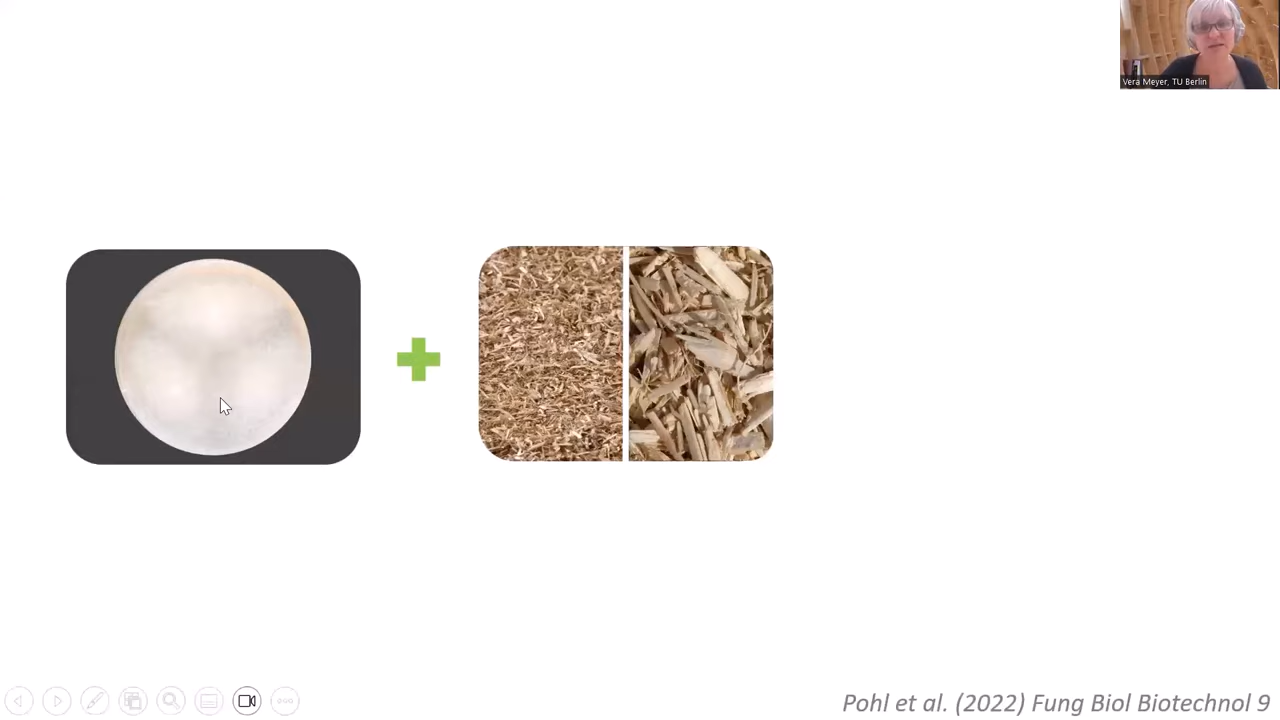 Vera Meyer, TU Berlin
Pohl et al. (2022) Fung Biol Biotechnol 9